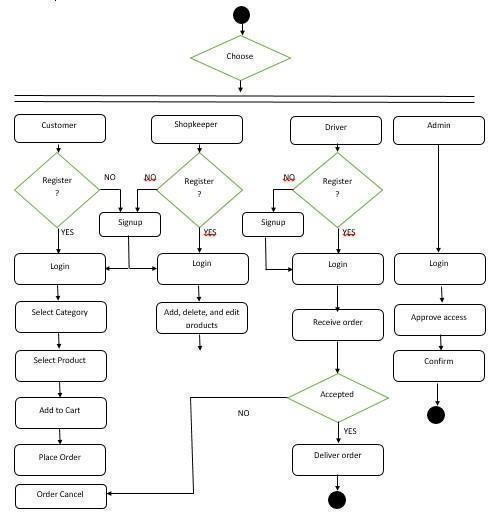 Choose
Customer
Shopkeeper
Driver
Admin
Register
?
NO
NO
Register
?
NO
Register
?
Signup
Signup
YES
YES
YES
Login
Login
Login
Login
Select Category
Add, delete, and edit
products
Receive order
Approve access
Select Product
Confirm
Add to Cart
Accepted
NO
YES
Place Order
Deliver order
Order Cancel